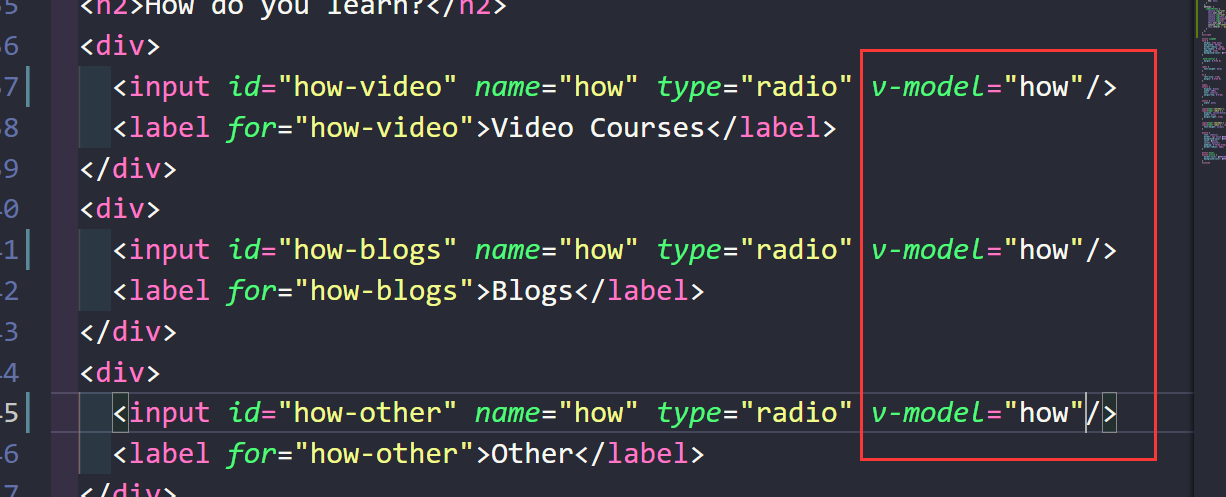 5 <h2>How do you learn?</h2>
6 <div>
7 <input id="how-video" name="how" type="radio" v-model="how"/>
8 <label for="how-video">Video Courses</label>
9 </div>
0 <div>
1 <input id="how-blogs" name="how" type="radio" v-model="how"/>
2 <label for="how-blogs">Blogs</label>
3 </div>
4 <div>
5 <input id="how-other" name="how" type="radio" v-model="how"/>
6 <label for="how-other">Other</label>
7 </div>